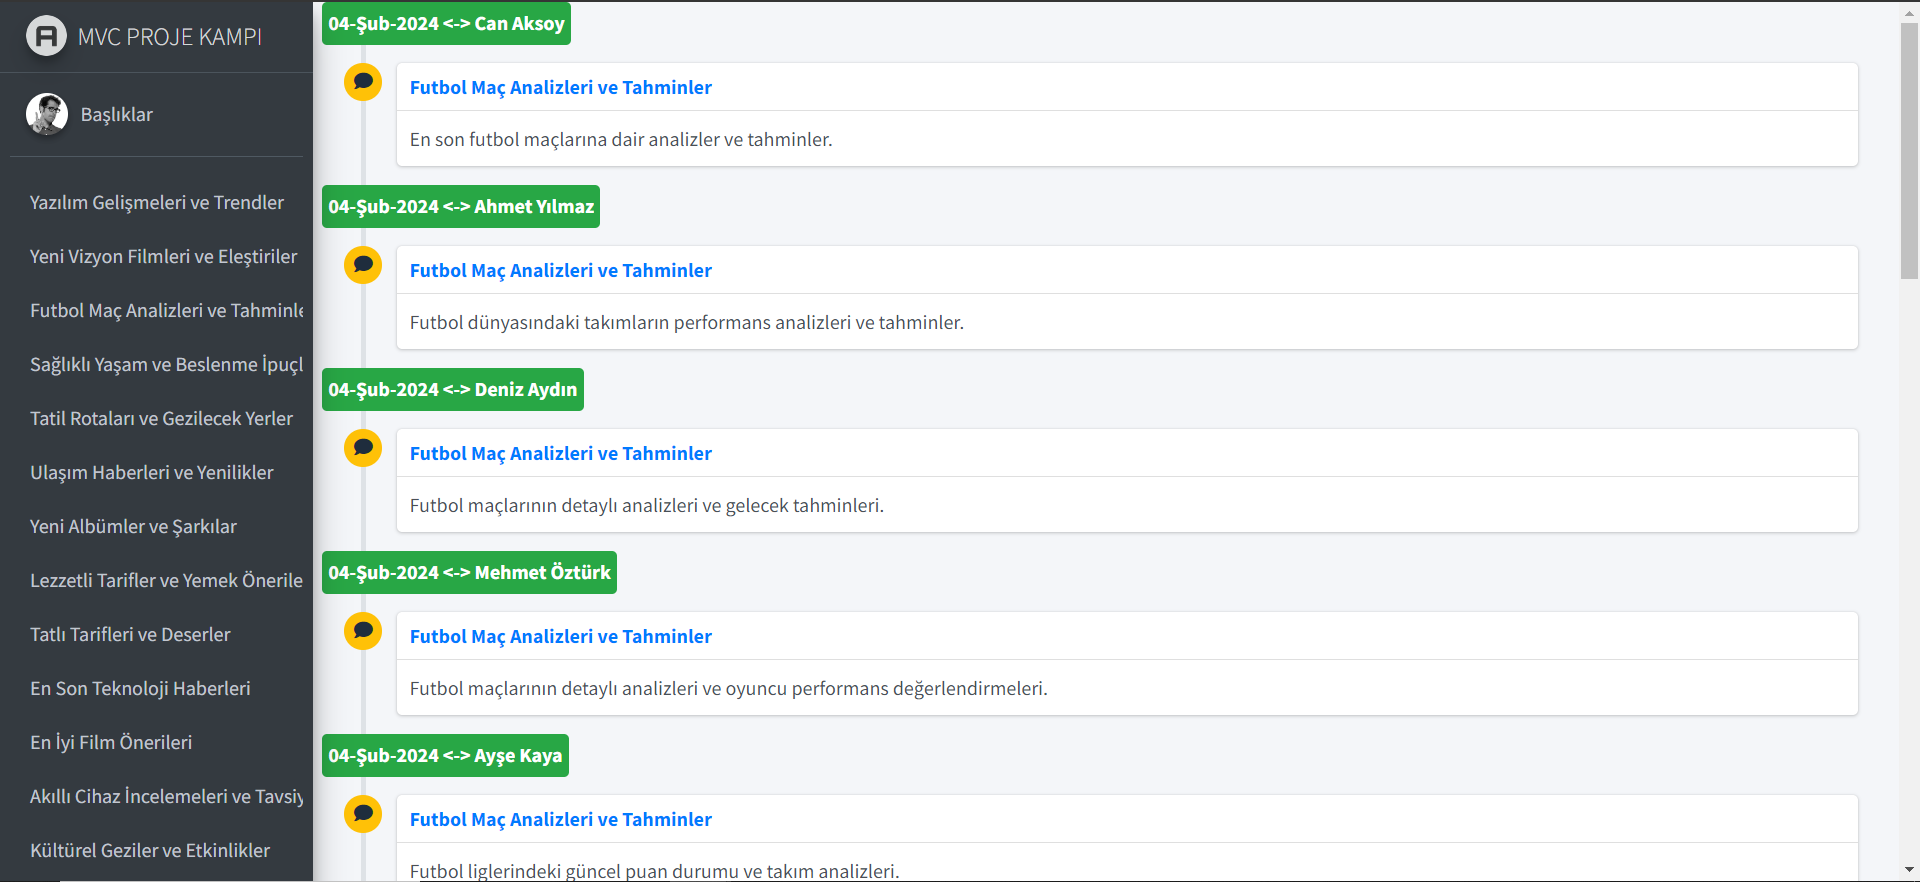 MVC PROJE KAMPI
Başlıklar
Yazılım Gelişmeleri ve Trendler
Yeni Vizyon Filmleri ve Eleştiriler
Futbol Maç Analizleri ve Tahminle
Sağlıklı Yaşam ve Beslenme İpuçl
Tatil Rotaları ve Gezilecek Yerler
Ulaşım Haberleri ve Yenilikler
Yeni Albümler ve Şarkılar
Lezzetli Tarifler ve Yemek Önerile
Tatlı Tarifleri ve Deserler
En Son Teknoloji Haberleri
En İyi Film Önerileri
Akıllı Cihaz İncelemeleri ve Tavsiy
Kültürel Geziler ve Etkinlikler
04-Şub-2024 <-> Can Aksoy
Futbol Maç Analizleri ve Tahminler
En son futbol maçlarına dair analizler ve tahminler.
04-Şub-2024 <-> Ahmet Yılmaz
Futbol Maç Analizleri ve Tahminler
Futbol dünyasındaki takımların performans analizleri ve tahminler.
04-Şub-2024 <-> Deniz Aydın
Futbol Maç Analizleri ve Tahminler
Futbol maçlarının detaylı analizleri ve gelecek tahminleri.
04-Şub-2024 <-> Mehmet Öztürk
Futbol Maç Analizleri ve Tahminler
Futbol maçlarının detaylı analizleri ve oyuncu performans değerlendirmeleri.
04-Şub-2024 <-> Ayşe Kaya
Futbol Maç Analizleri ve Tahminler
Futbol liglerindeki güncel puan durumu ve takım analizleri.